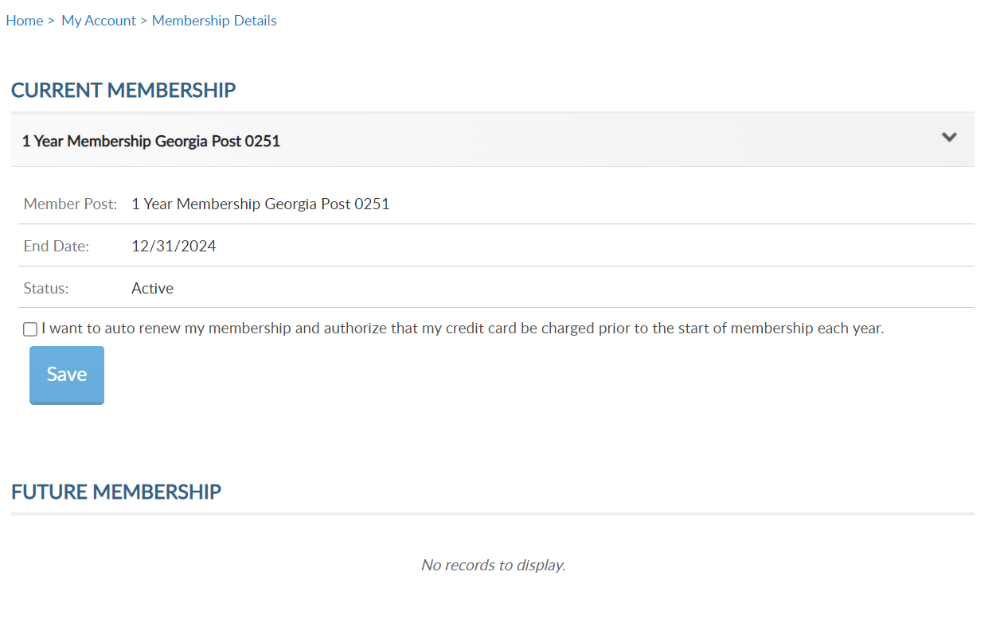 Home > My Account > Membership Details
CURRENT MEMBERSHIP
1 Year Membership Georgia Post 0251
Member Post: 1 Year Membership Georgia Post 0251
End Date: 12/31/2024
Status: Active
I want to auto renew my membership and authorize that my credit card be charged prior to the start of membership each year.
Save
FUTURE MEMBERSHIP
No records to display.